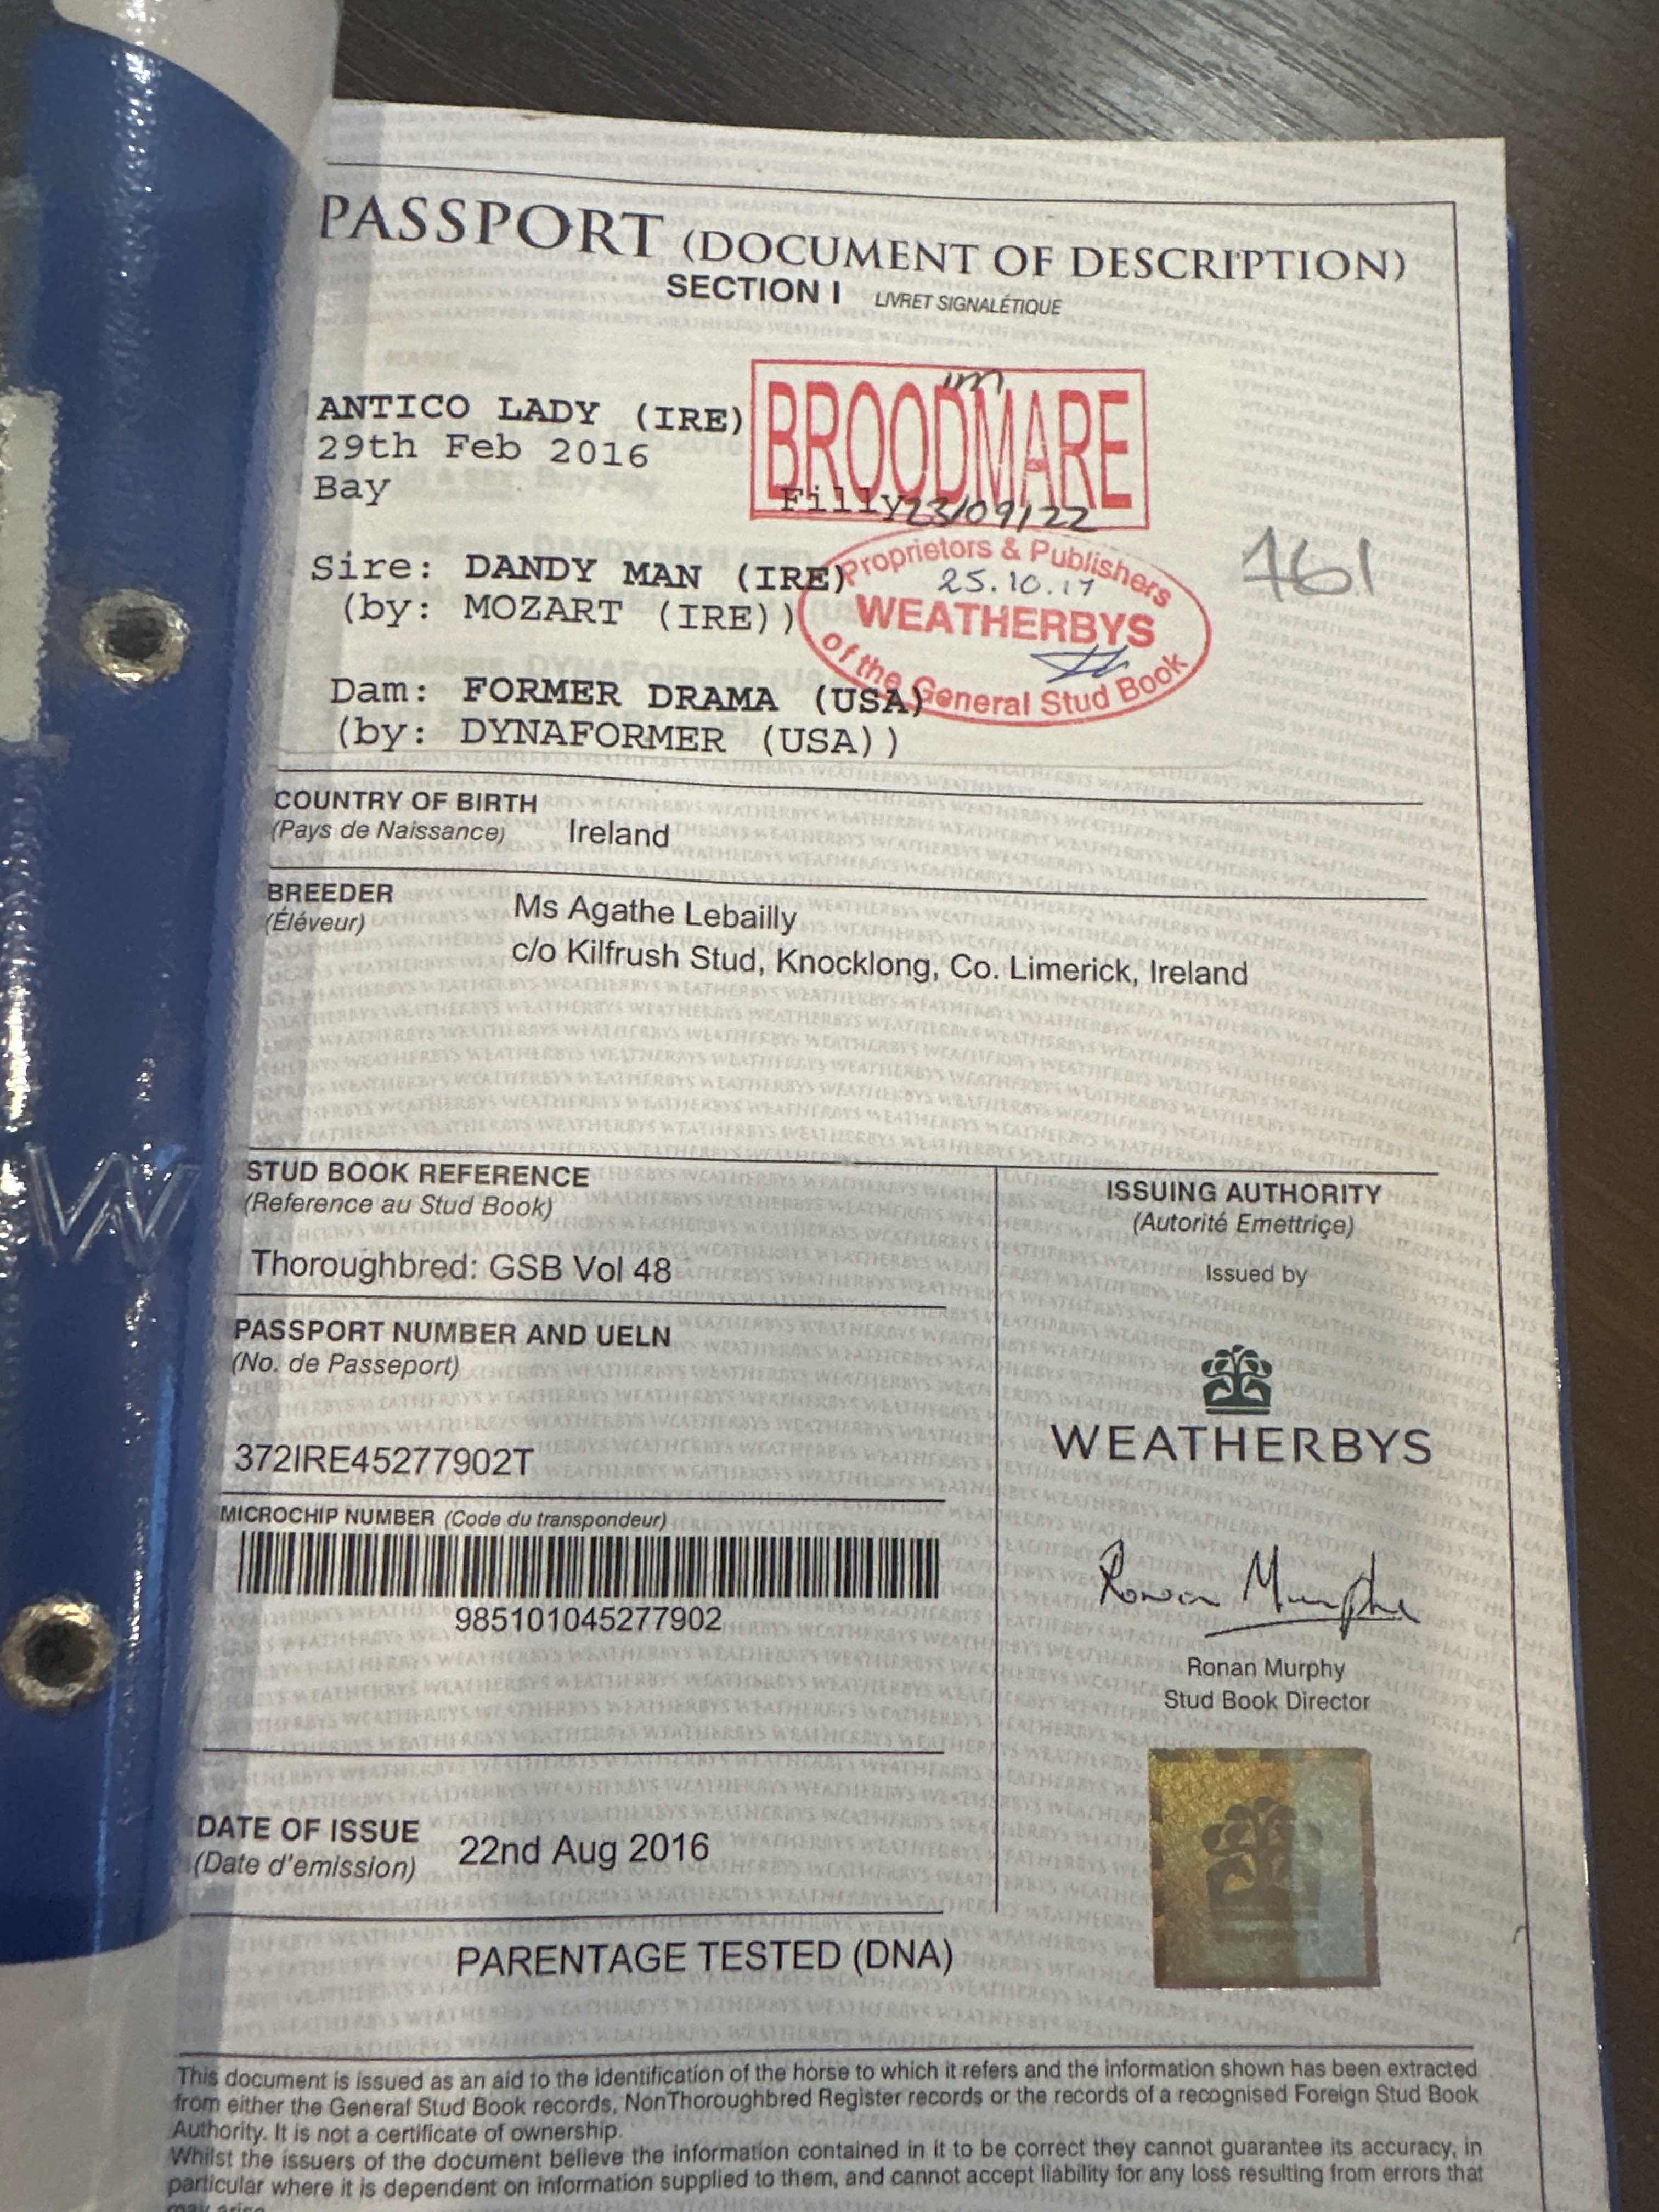 PASSPORT (DOCUMENT OF DESCRIPTION)
SECTION I LIVRET SIGNALÉTIQUE
ANTICO LADY (IRE)
29th Feb 2016
Bay
Filly
BROODMARE
23/09/22
Sire: DANDY MAN (IRE)
(by: MOZART (IRE))
Dam: FORMER DRAMA (USA)
(by: DYNAFORMER (USA))
Proprietors & Publishers
25.10.17
WEATHERBYS
of the General Stud Book
761
COUNTRY OF BIRTH
(Pays de Naissance) Ireland
BREEDER
(Éléveur)
Ms Agathe Lebailly
c/o Kilfrush Stud, Knocklong, Co. Limerick, Ireland
STUD BOOK REFERENCE
(Reference au Stud Book)
Thoroughbred: GSB Vol 48
PASSPORT NUMBER AND UELN
(No. de Passeport)
372IRE45277902T
MICROCHIP NUMBER (Code du transpondeur)
985101045277902
DATE OF ISSUE
(Date d'emission)
22nd Aug 2016
PARENTAGE TESTED (DNA)
ISSUING AUTHORITY
(Autorité Emettriçe)
Issued by
WEATHERBYS
Ronan Murphy
Ronan Murphy
Stud Book Director
WEATHERBYS
This document is issued as an aid to the identification of the horse to which it refers and the information shown has been extracted
from either the General Stud Book records, NonThoroughbred Register records or the records of a recognised Foreign Stud Book
Authority. It is not a certificate of ownership.
Whilst the issuers of the document believe the information contained in it to be correct they cannot guarantee its accuracy, in
particular where it is dependent on information supplied to them, and cannot accept liability for any loss resulting from errors that
may arise